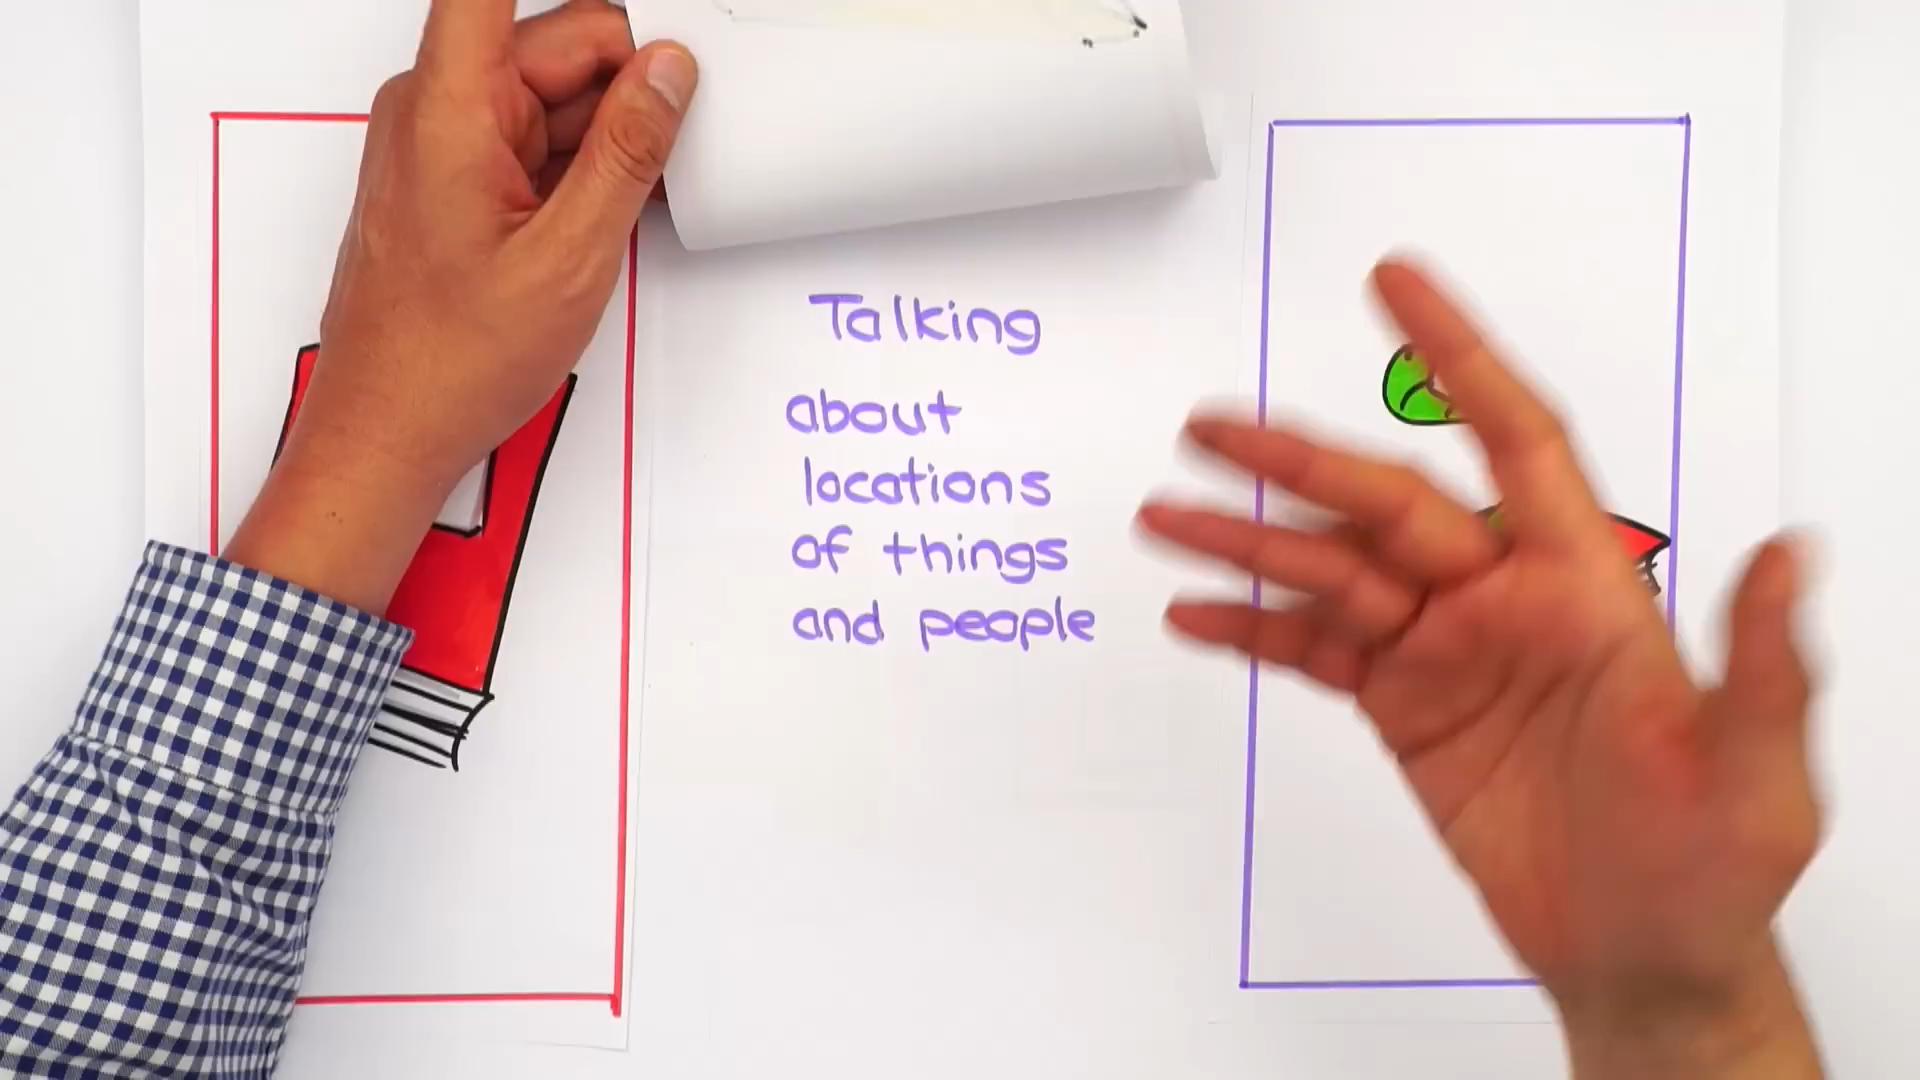 Talking
about
locations
of things
and people